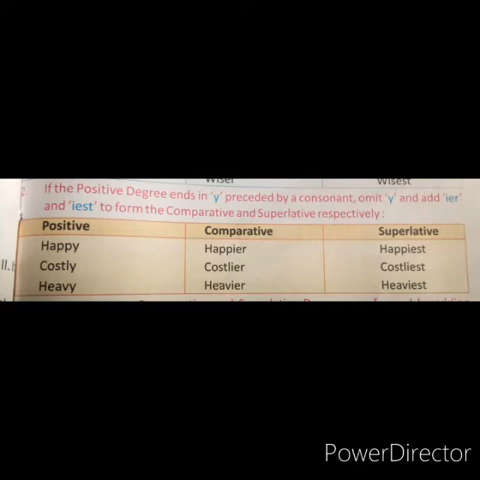 Wiser Wisest
2. If the Positive Degree ends in 'y' preceded by a consonant, omit 'y' and add 'ier'
and 'iest' to form the Comparative and Superlative respectively :
Positive Comparative Superlative
Happy Happier Happiest
Costly Costlier Costliest
Heavy Heavier Heaviest
PowerDirector